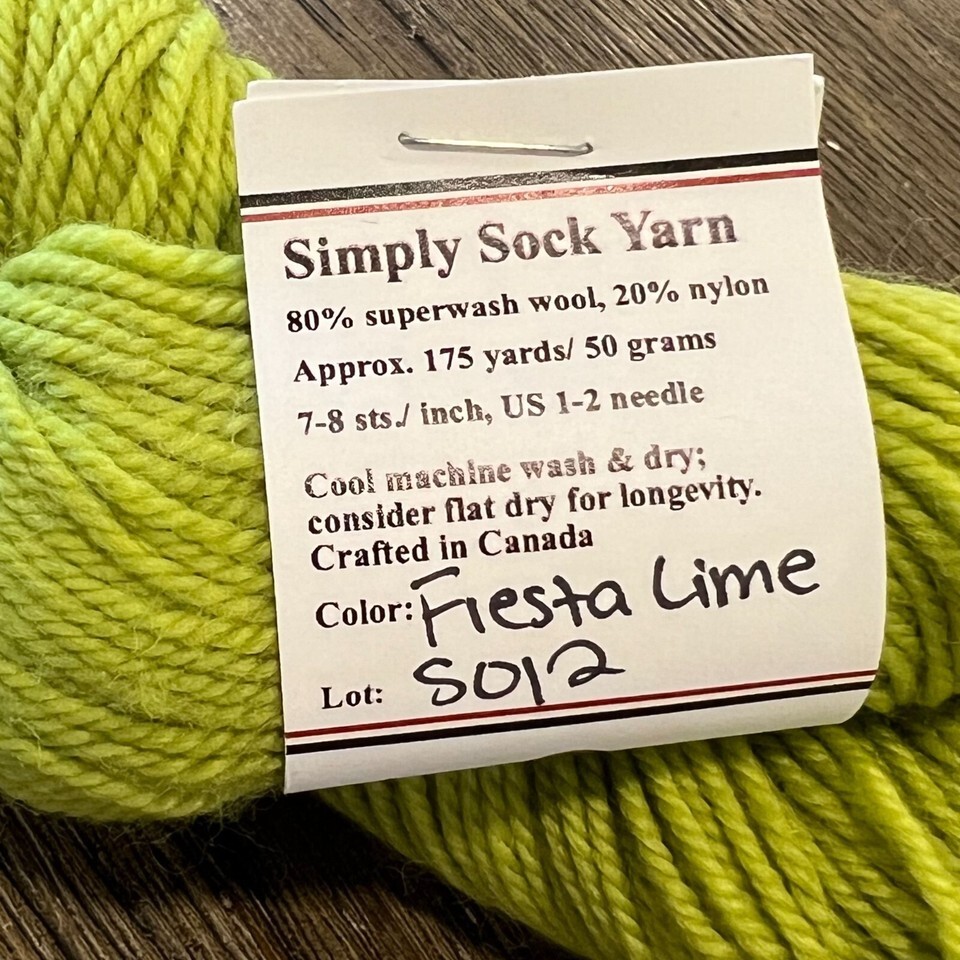 Simply Sock Yarn
80% superwash wool, 20% nylon
Approx. 175 yards/ 50 grams
7-8 sts./ inch, US 1-2 needle
Cool machine wash & dry;
consider flat dry for longevity.
Crafted in Canada
Color: Fiesta Lime
Lot: S012